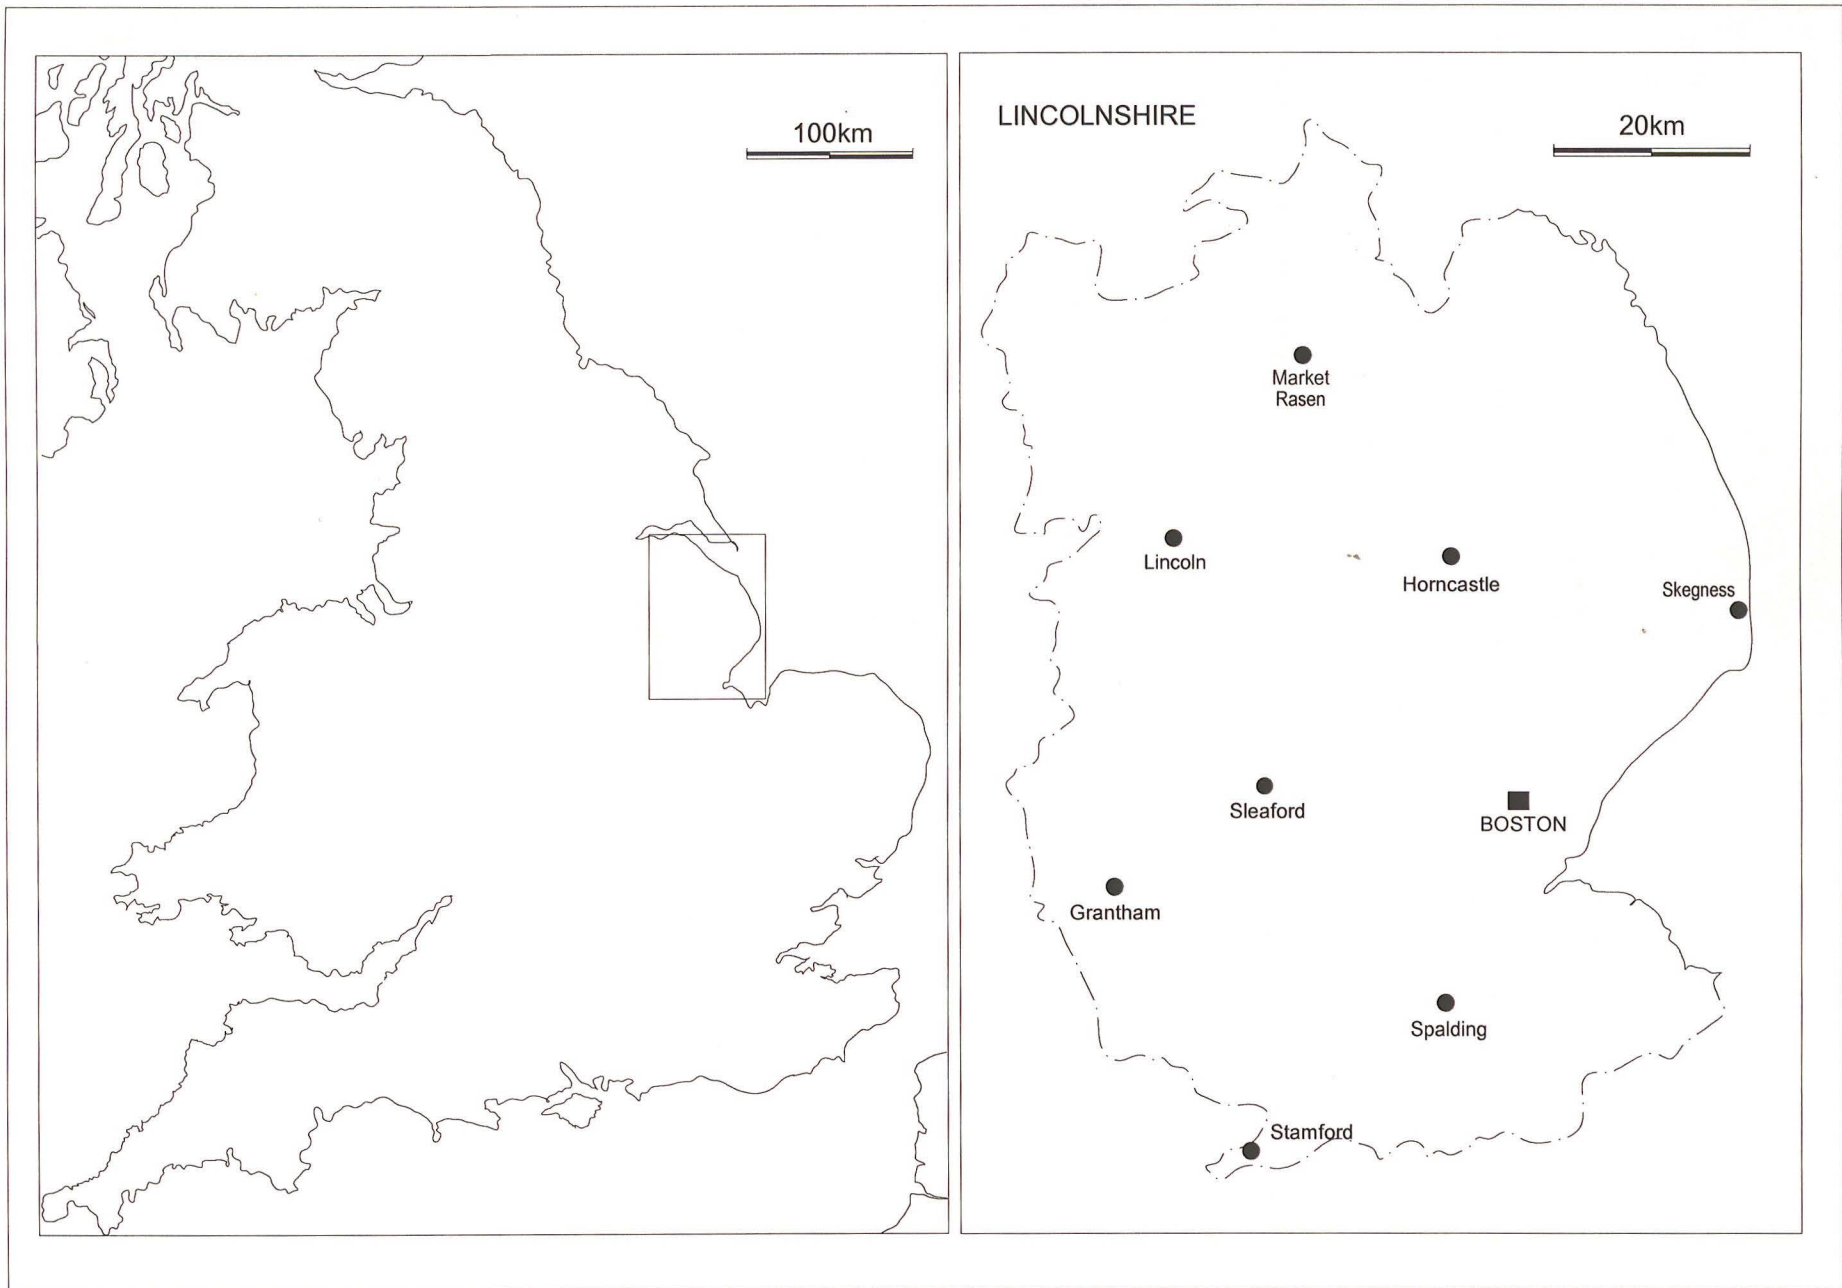 100km
LINCOLNSHIRE
20km
Market
Rasen
Lincoln
Horncastle
Skegness
Sleaford
BOSTON
Grantham
Spalding
Stamford